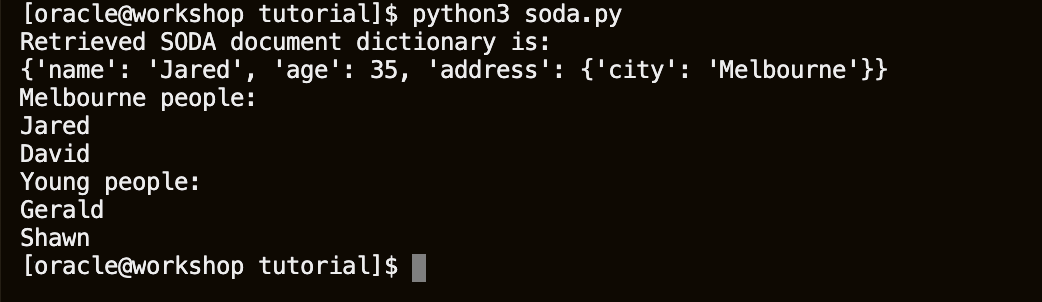 [oracle@workshop tutorial]$ python3 soda.py
Retrieved SODA document dictionary is:
{'name': 'Jared', 'age': 35, 'address': {'city': 'Melbourne'}}
Melbourne people:
Jared
David
Young people:
Gerald
Shawn
[oracle@workshop tutorial]$